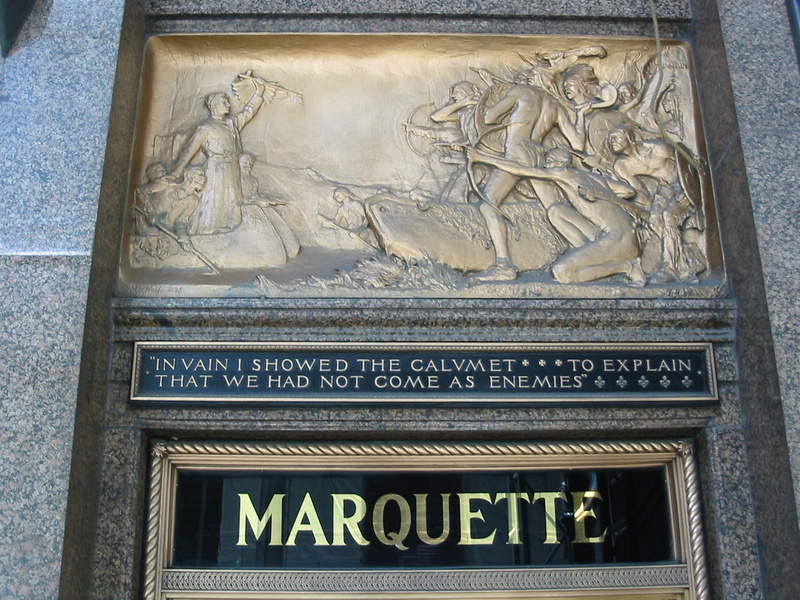 "IN VAIN I SHOWED THE CALVMET • • • TO EXPLAIN
THAT WE HAD NOT COME AS ENEMIES"
MARQUETTE